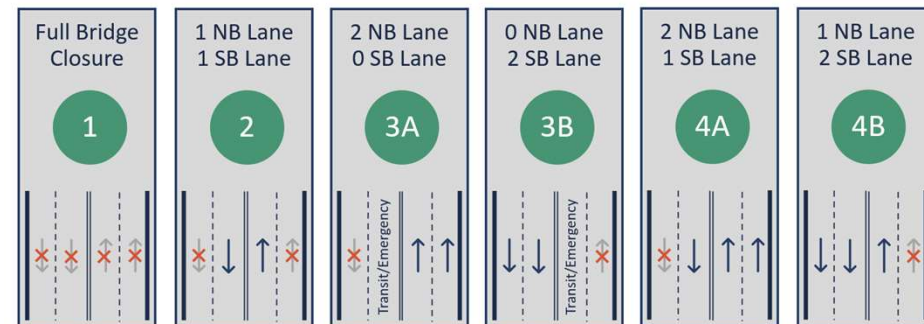 Full Bridge
Closure
1
1 NB Lane
1 SB Lane
2
2 NB Lane
0 SB Lane
3A
Transit/Emergency
0 NB Lane
2 SB Lane
3B
Transit/Emergency
2 NB Lane
1 SB Lane
4A
1 NB Lane
2 SB Lane
4B